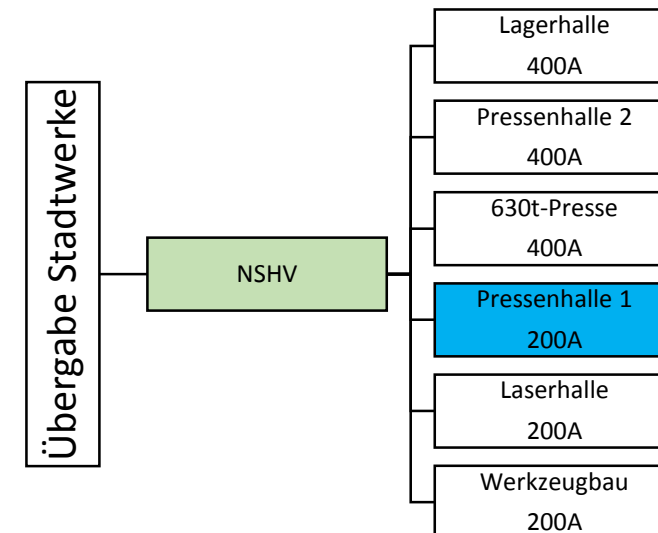 Übergabe Stadtwerke
NSHV
Lagerhalle
400A
Pressenhalle 2
400A
630t-Presse
400A
Pressenhalle 1
200A
Laserhalle
200A
Werkzeugbau
200A